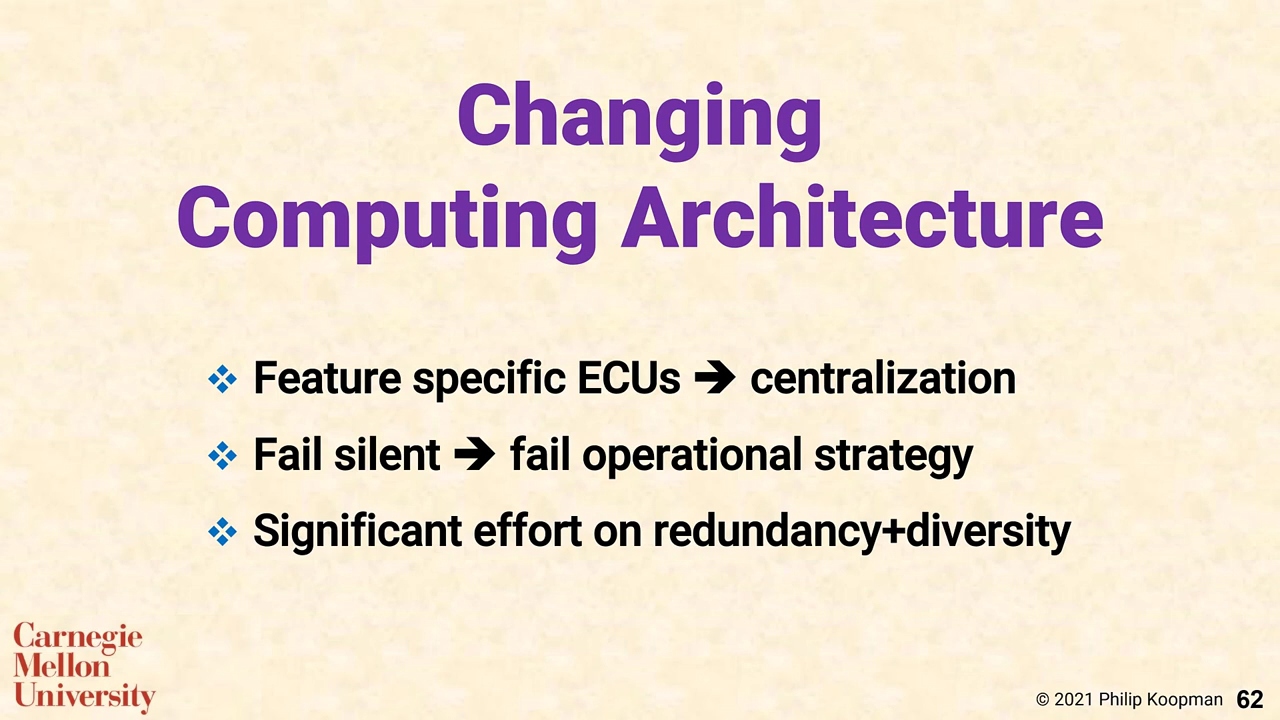 Changing
Computing Architecture
❖ Feature specific ECUs ➔ centralization
❖ Fail silent ➔ fail operational strategy
❖ Significant effort on redundancy+diversity
Carnegie
Mellon
University
© 2021 Philip Koopman 62